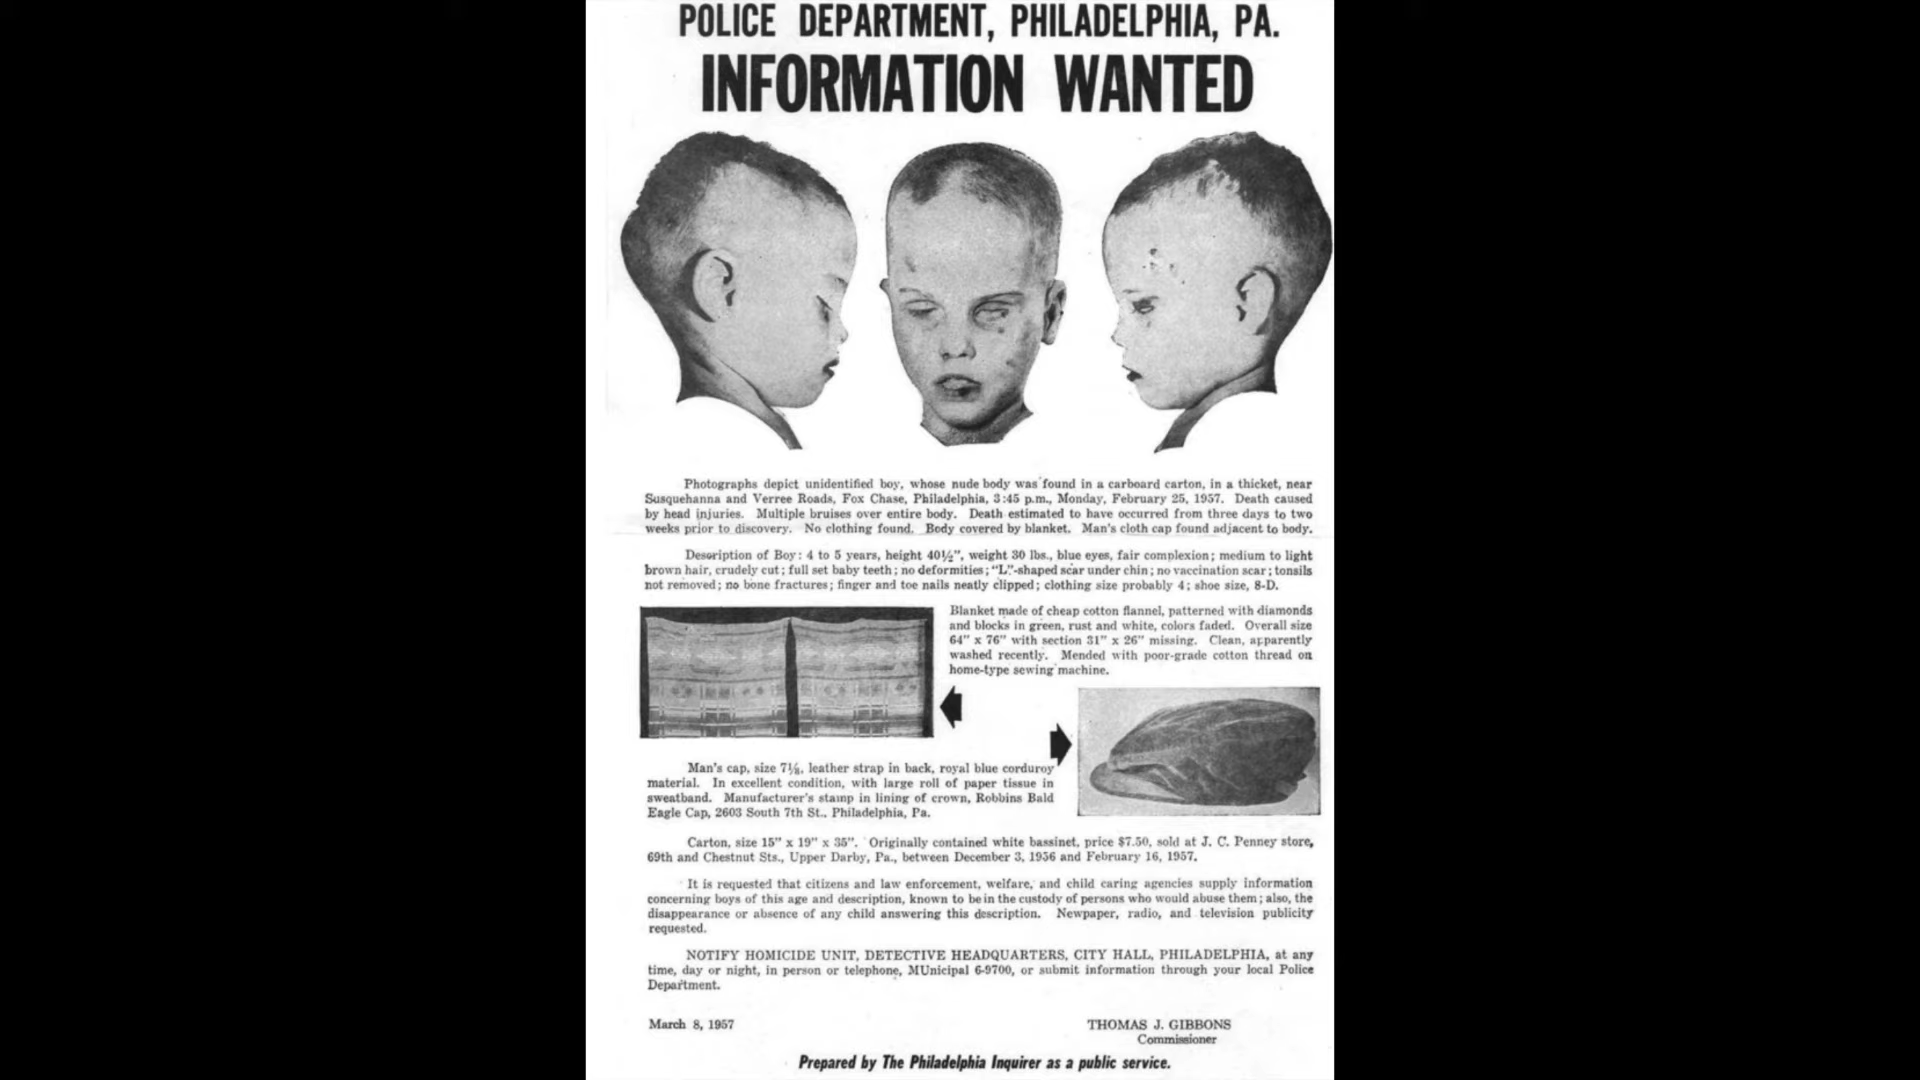 POLICE DEPARTMENT, PHILADELPHIA, PA.
INFORMATION WANTED
Photographs depict unidentified boy, whose nude body was found in a carboard carton, in a thicket, near
Susquehanna and Verree Roads, Fox Chase, Philadelphia, 3:45 p.m., Monday, February 25, 1957. Death caused
by head injuries. Multiple bruises over entire body. Death estimated to have occurred from three days to two
weeks prior to discovery. No clothing found. Body covered by blanket. Man's cloth cap found adjacent to body.
Description of Boy: 4 to 5 years, height 40½", weight 30 lbs., blue eyes, fair complexion; medium to light
brown hair, crudely cut; full set baby teeth; no deformities; "L"-shaped scar under chin; no vaccination scar; tonsils
not removed; no bone fractures; finger and toe nails neatly clipped; clothing size probably 4; shoe size, 8-D.
Blanket made of cheap cotton flannel, patterned with diamonds
and blocks in green, rust and white, colors faded. Overall size
64" x 76" with section 31" x 26" missing. Clean, apparently
washed recently. Mended with poor-grade cotton thread on
home-type sewing machine.
Man's cap, size 7⅛, leather strap in back, royal blue corduroy
material. In excellent condition, with large roll of paper tissue in
sweatband. Manufacturer's stamp in lining of crown, Robbins Bald
Eagle Cap, 2603 South 7th St., Philadelphia, Pa.
Carton, size 15" x 19" x 35". Originally contained white bassinet, price $7.50, sold at J. C. Penney store,
69th and Chestnut Sts., Upper Darby, Pa., between December 3, 1956 and February 16, 1957.
It is requested that citizens and law enforcement, welfare, and child caring agencies supply information
concerning boys of this age and description, known to be in the custody of persons who would abuse them; also, the
disappearance or absence of any child answering this description. Newpaper, radio, and television publicity
requested.
NOTIFY HOMICIDE UNIT, DETECTIVE HEADQUARTERS, CITY HALL, PHILADELPHIA, at any
time, day or night, in person or telephone, MUnicipal 6-9700, or submit information through your local Police
Department.
March 8, 1957
THOMAS J. GIBBONS
Commissioner
Prepared by The Philadelphia Inquirer as a public service.